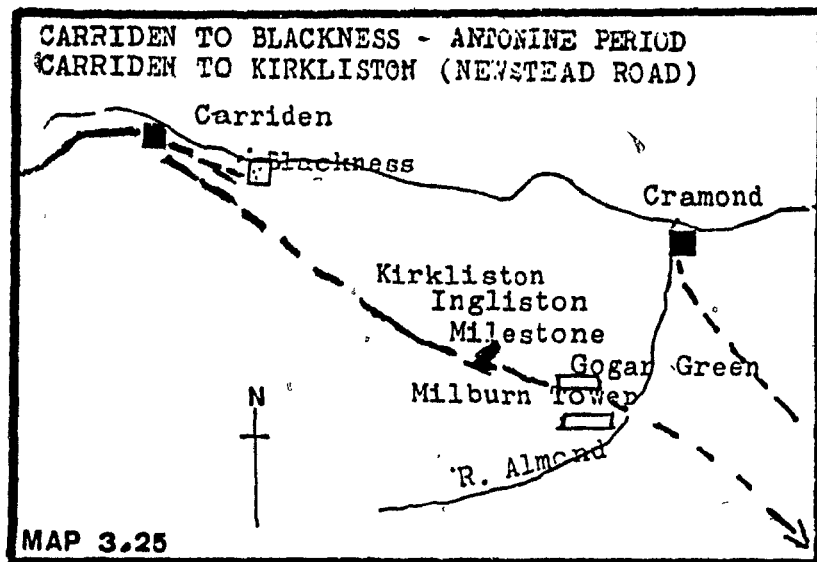 CARRIDEN TO BLACKNESS - ANTONINE PERIOD
CARRIDEN TO KIRKLISTON (NEWSTEAD ROAD)
Carriden
Blackness
Cramond
Kirkliston
Ingliston
Milestone
Gogar Green
Milburn Tower
N
R. Almond
MAP 3.25